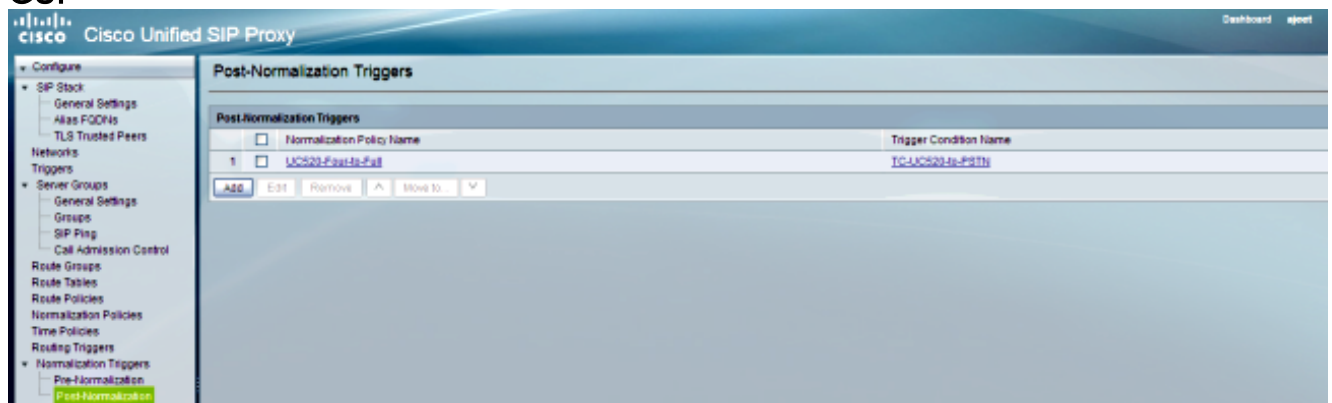 cisco Cisco Unified SIP Proxy
Dashboard ajeet
Configure
SIP Stack
General Settings
Alias FQDNs
TLS Trusted Peers
Networks
Triggers
Server Groups
General Settings
Groups
SIP Ping
Call Admission Control
Route Groups
Route Tables
Route Policies
Normalization Policies
Time Policies
Routing Triggers
Normalization Triggers
Pre-Normalization
Post-Normalization
Post-Normalization Triggers
Post-Normalization Triggers
Normalization Policy Name Trigger Condition Name
1 UC520-Four-to-Full TC-UC520-to-PSTN
Add Edit Remove Move to...